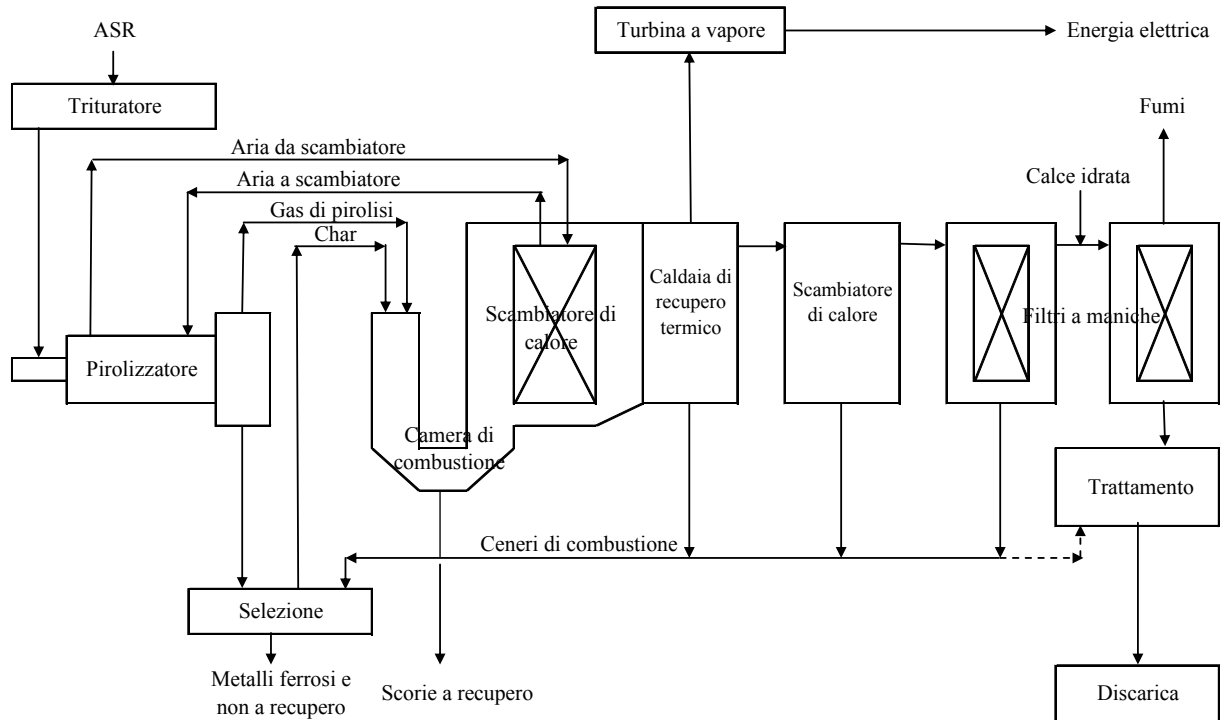 ASR
Turbina a vapore
Energia elettrica
Trituratore
Fumi
Aria da scambiatore
Aria a scambiatore
Calce idrata
Gas di pirolisi
Char
Caldaia di
recupero
termico
Scambiatore
di calore
Scambiatore di
calore
Filtri a maniche
Pirolizzatore
Camera di
combustione
Trattamento
Ceneri di combustione
Selezione
Metalli ferrosi e
non a recupero
Scorie a recupero
Discarica